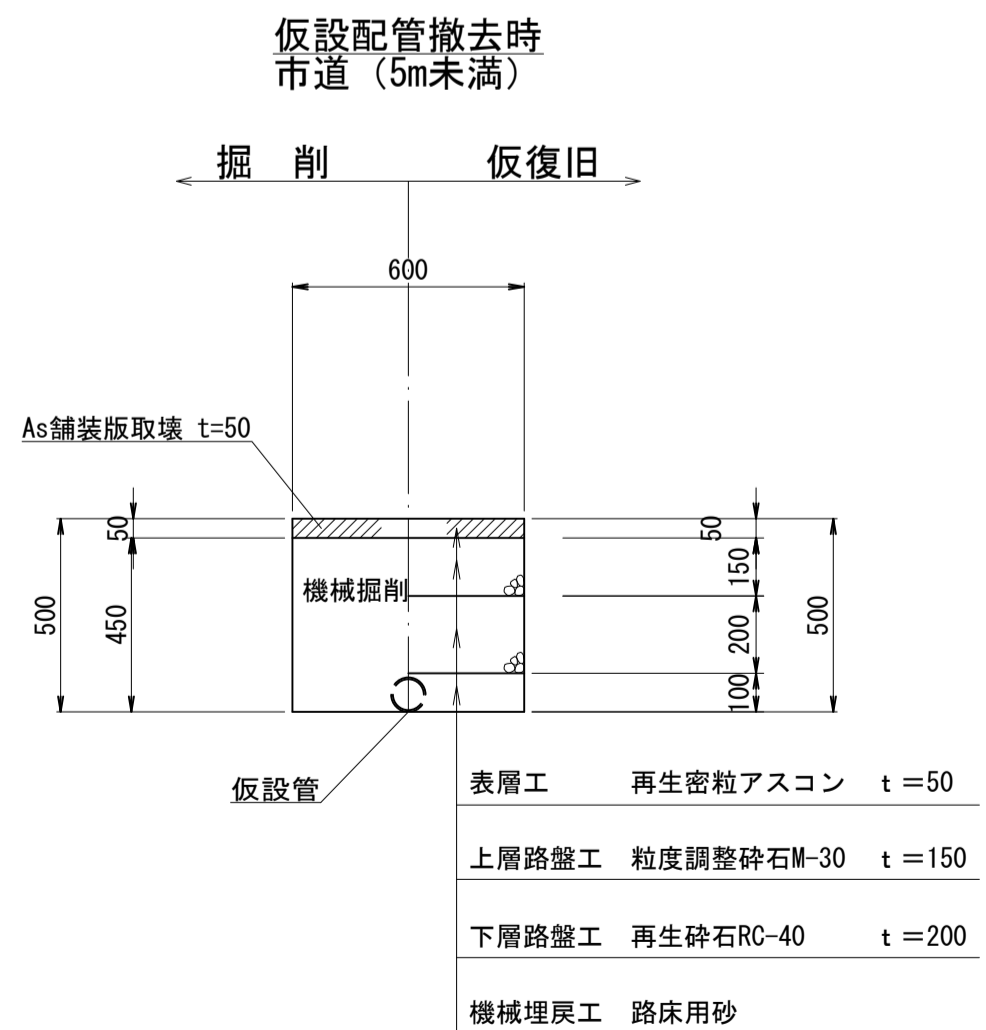 仮設配管撤去時
市道（5m未満）
掘 削
仮復旧
600
As舗装版取壊 t=50
50
450
500
機械掘削
50
150
200
100
500
仮設管
表層工 再生密粒アスコン t=50
上層路盤工 粒度調整砕石M-30 t=150
下層路盤工 再生砕石RC-40 t=200
機械埋戻工 路床用砂